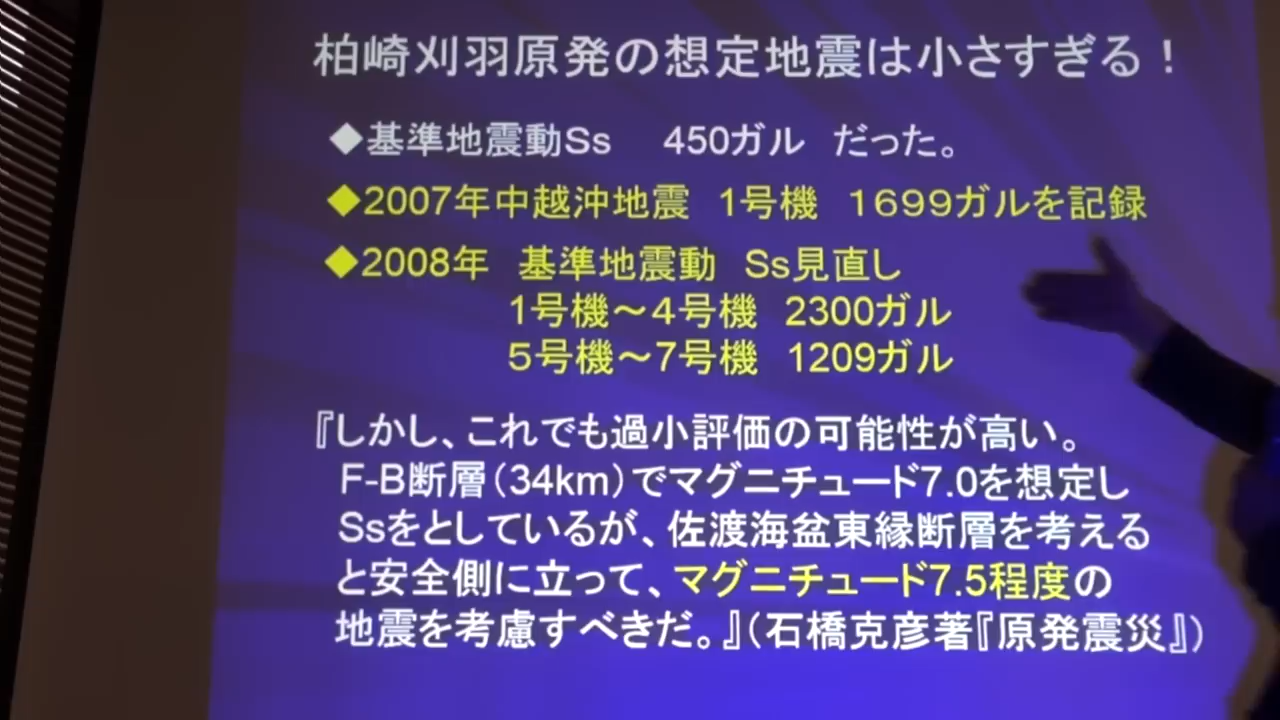 柏崎刈羽原発の想定地震は小さすぎる！
◆基準地震動Ss　450ガル　だった。
◆2007年中越沖地震　1号機　１６９９ガルを記録
◆2008年　基準地震動　Ss見直し
１号機～４号機　2300ガル
５号機～７号機　1209ガル
『しかし、これでも過小評価の可能性が高い。
F-B断層（34km）でマグニチュード7.0を想定し
Ssをとしているが、佐渡海盆東縁断層を考える
と安全側に立って、マグニチュード7.5程度の
地震を考慮すべきだ。』（石橋克彦著『原発震災』）